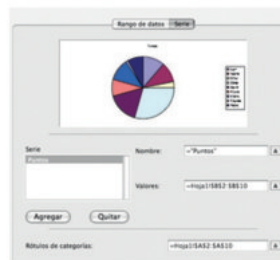 Rango de datos Serie
Puntos
Serie
Puntos
Nombre: ="Puntos"
Valores: =Hoja1!$B$2:$B$10
Agregar Quitar
Rótulos de categorías: =Hoja1!$A$2:$A$10